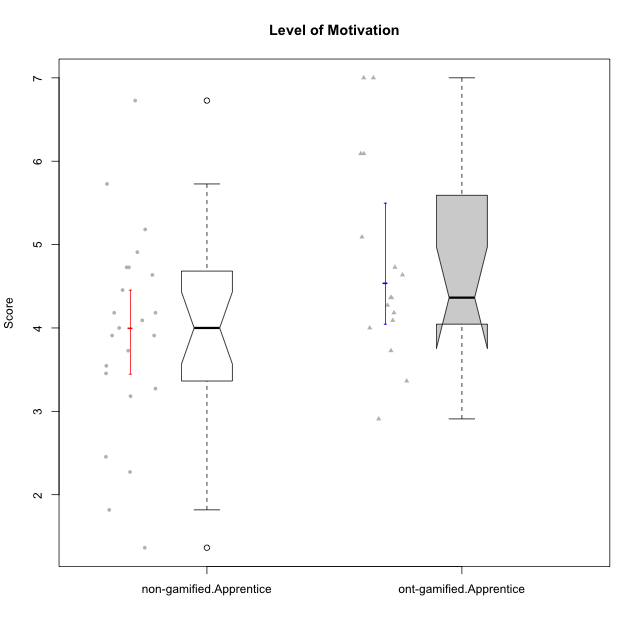 Level of Motivation
Score
7
6
5
4
3
2
non-gamified.Apprentice
ont-gamified.Apprentice